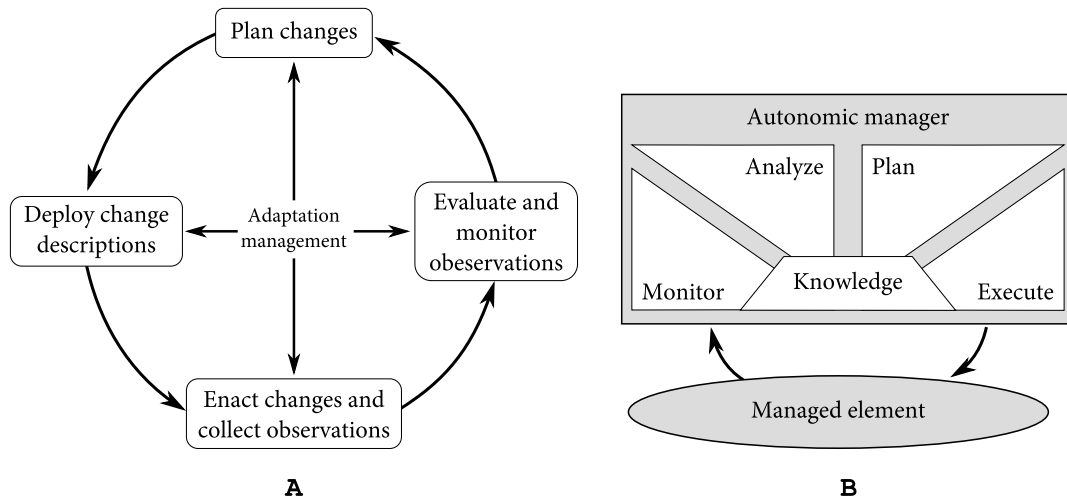 Plan changes
Deploy change
descriptions
Adaptation
management
Evaluate and
monitor
obeservations
Enact changes and
collect observations
A
Autonomic manager
Analyze
Plan
Monitor
Knowledge
Execute
Managed element
B